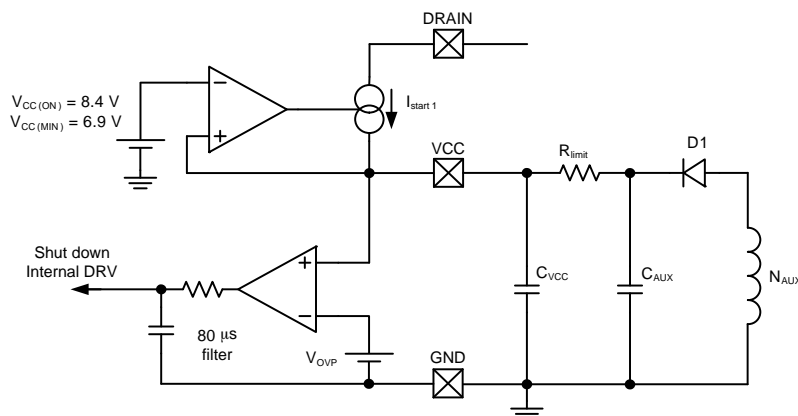 DRAIN
VCC(ON) = 8.4 V
VCC(MIN) = 6.9 V
−
+
Istart 1
VCC
Rlimit
D1
Shut down
Internal DRV
+
−
CVCC
CAUX
NAUX
80 μs
filter
VOVP
GND